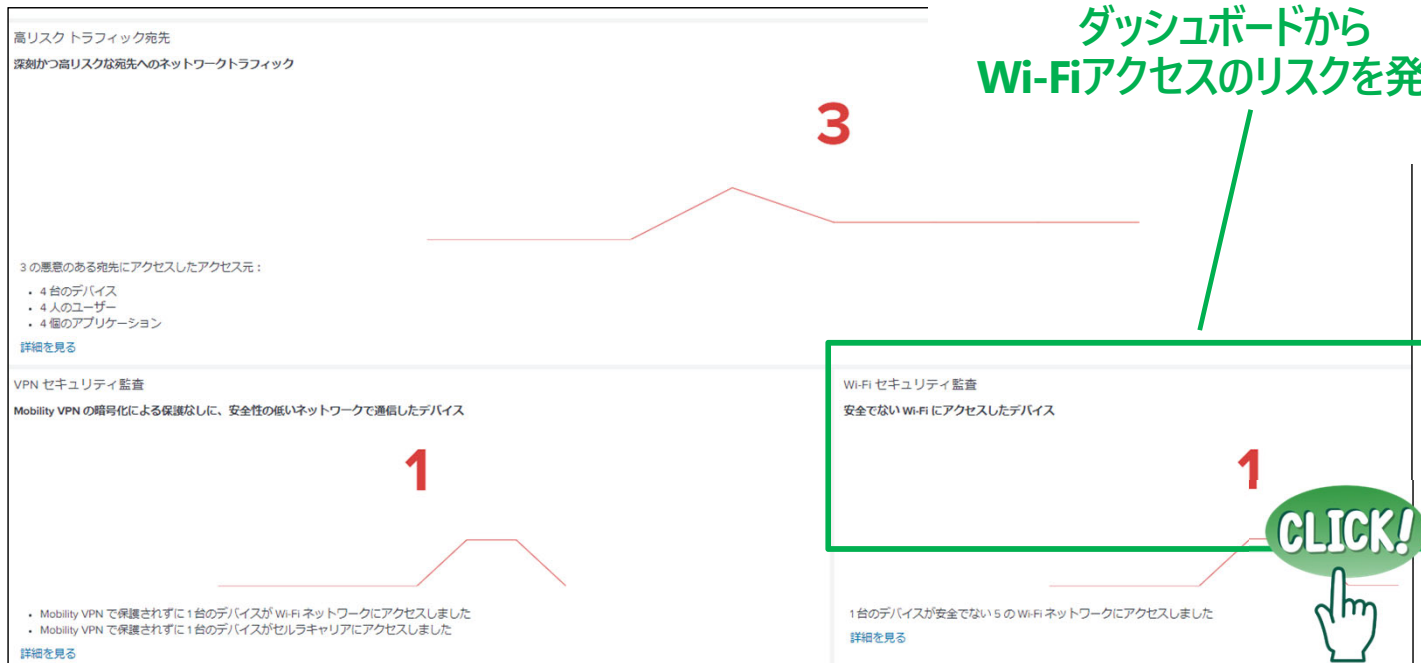 ダッシュボードから
Wi-Fiアクセスのリスクを発
高リスク トラフィック宛先
深刻かつ高リスクな宛先へのネットワークトラフィック
3
3 の悪意のある宛先にアクセスしたアクセス元：
• 4 台のデバイス
• 4 人のユーザー
• 4 個のアプリケーション
詳細を見る
VPN セキュリティ監査
Mobility VPN の暗号化による保護なしに、安全性の低いネットワークで通信したデバイス
1
• Mobility VPN で保護されずに 1 台のデバイスが Wi-Fi ネットワークにアクセスしました
• Mobility VPN で保護されずに 1 台のデバイスがセルラキャリアにアクセスしました
詳細を見る
Wi-Fi セキュリティ監査
安全でない Wi-Fi にアクセスしたデバイス
1
CLICK!
1 台のデバイスが安全でない 5 の Wi-Fi ネットワークにアクセスしました
詳細を見る